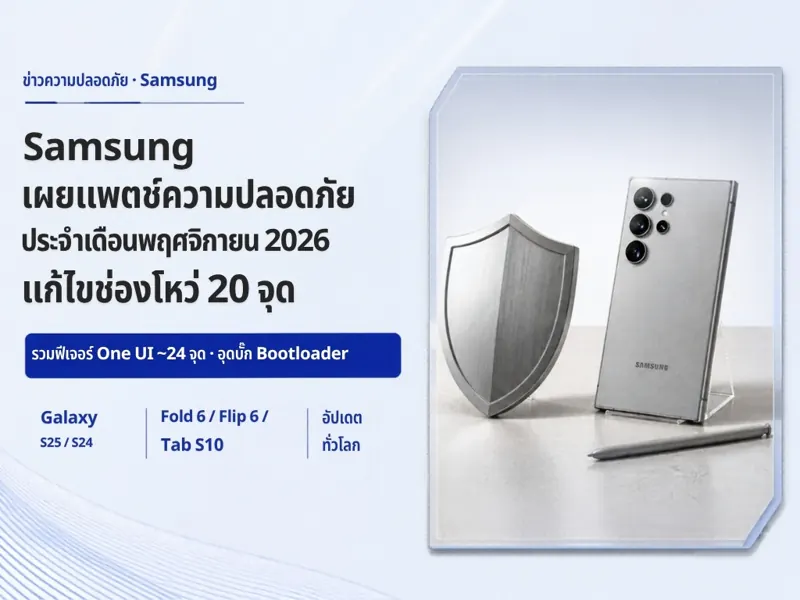 ข่าวความปลอดภัย · Samsung
Samsung
เผยแพตช์ความปลอดภัย
ประจำเดือนพฤศจิกายน 2026
แก้ไขช่องโหว่ 20 จุด
รวมฟีเจอร์ One UI ~24 จุด · อุดบั๊ก Bootloader
Galaxy
S25 / S24
Fold 6 / Flip 6 /
Tab S10
อัปเดต
ทั่วโลก
SAMSUNG